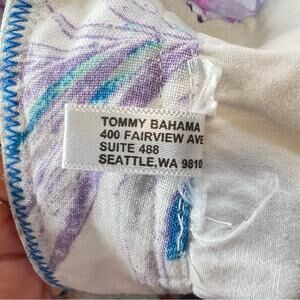 TOMMY BAHAMA
400 FAIRVIEW AVE
SUITE 488
SEATTLE,WA 9810